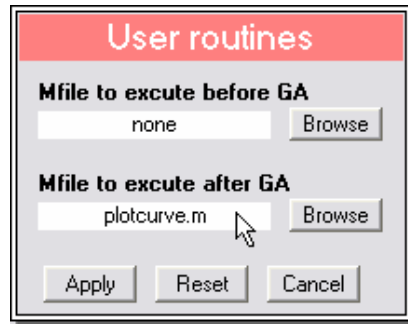 User routines
Mfile to excute before GA
none Browse
Mfile to excute after GA
plotcurve.m Browse
Apply Reset Cancel